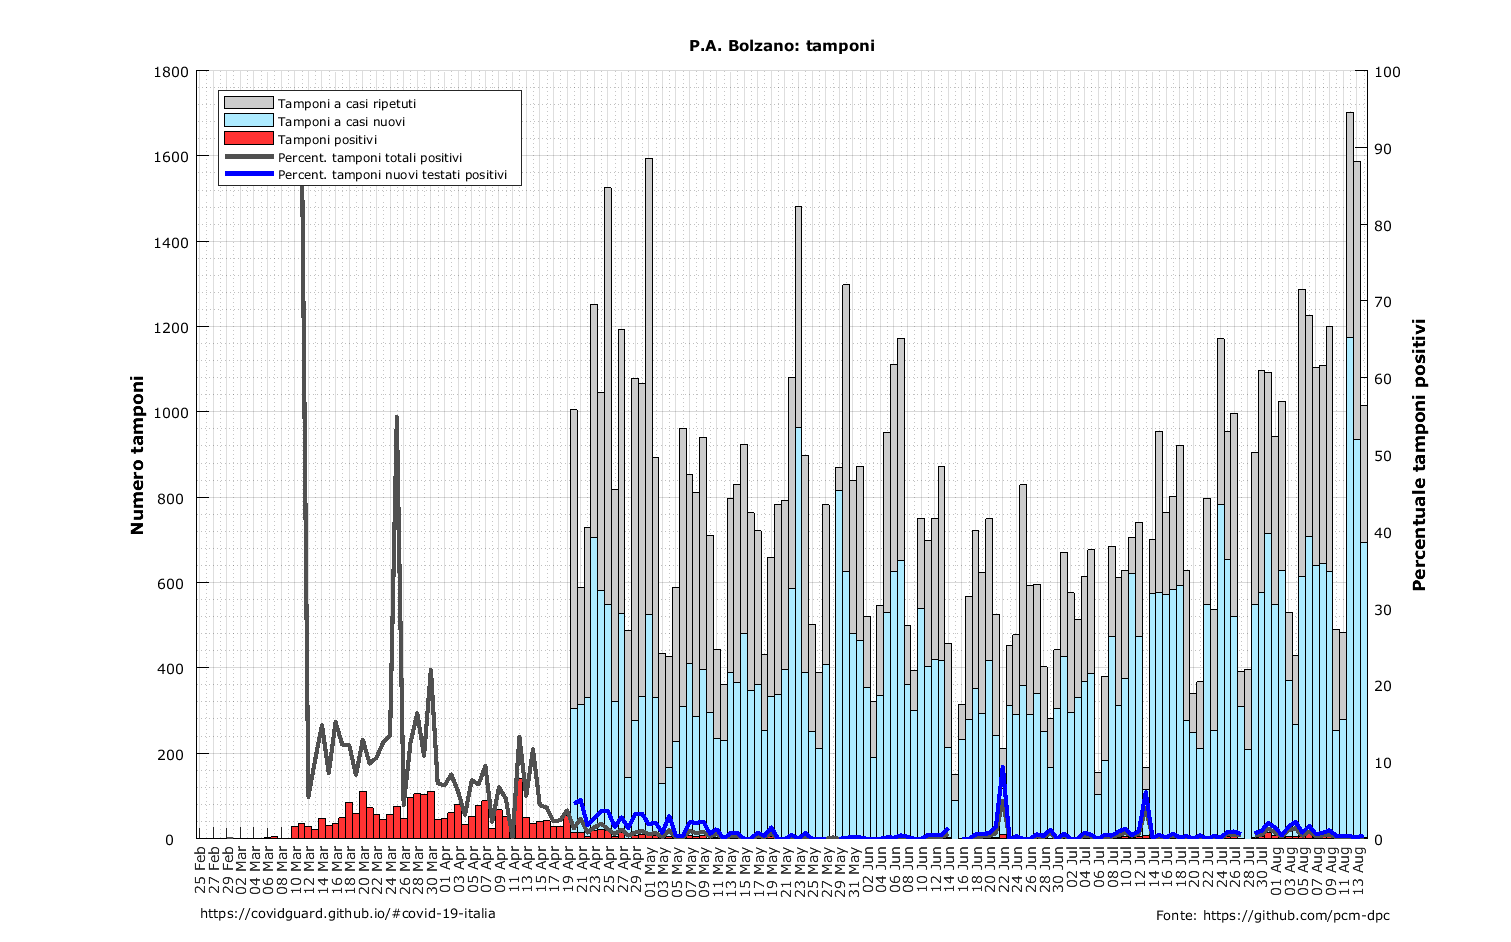 P.A. Bolzano: tamponi
1800
1600
1400
1200
1000
800
600
400
200
0
100
90
80
70
60
50
40
30
20
10
0
Numero tamponi
Percentuale tamponi positivi
Tamponi a casi ripetuti
Tamponi a casi nuovi
Tamponi positivi
Percent. tamponi totali positivi
Percent. tamponi nuovi testati positivi
25 Feb
27 Feb
29 Feb
02 Mar
04 Mar
06 Mar
08 Mar
10 Mar
12 Mar
14 Mar
16 Mar
18 Mar
20 Mar
22 Mar
24 Mar
26 Mar
28 Mar
30 Mar
01 Apr
03 Apr
05 Apr
07 Apr
09 Apr
11 Apr
13 Apr
15 Apr
17 Apr
19 Apr
21 Apr
23 Apr
25 Apr
27 Apr
29 Apr
01 May
03 May
05 May
07 May
09 May
11 May
13 May
15 May
17 May
19 May
21 May
23 May
25 May
27 May
29 May
31 May
02 Jun
04 Jun
06 Jun
08 Jun
10 Jun
12 Jun
14 Jun
16 Jun
18 Jun
20 Jun
22 Jun
24 Jun
26 Jun
28 Jun
30 Jun
02 Jul
04 Jul
06 Jul
08 Jul
10 Jul
12 Jul
14 Jul
16 Jul
18 Jul
20 Jul
22 Jul
24 Jul
26 Jul
28 Jul
30 Jul
01 Aug
03 Aug
05 Aug
07 Aug
09 Aug
11 Aug
13 Aug
https://covidguard.github.io/#covid-19-italia
Fonte: https://github.com/pcm-dpc